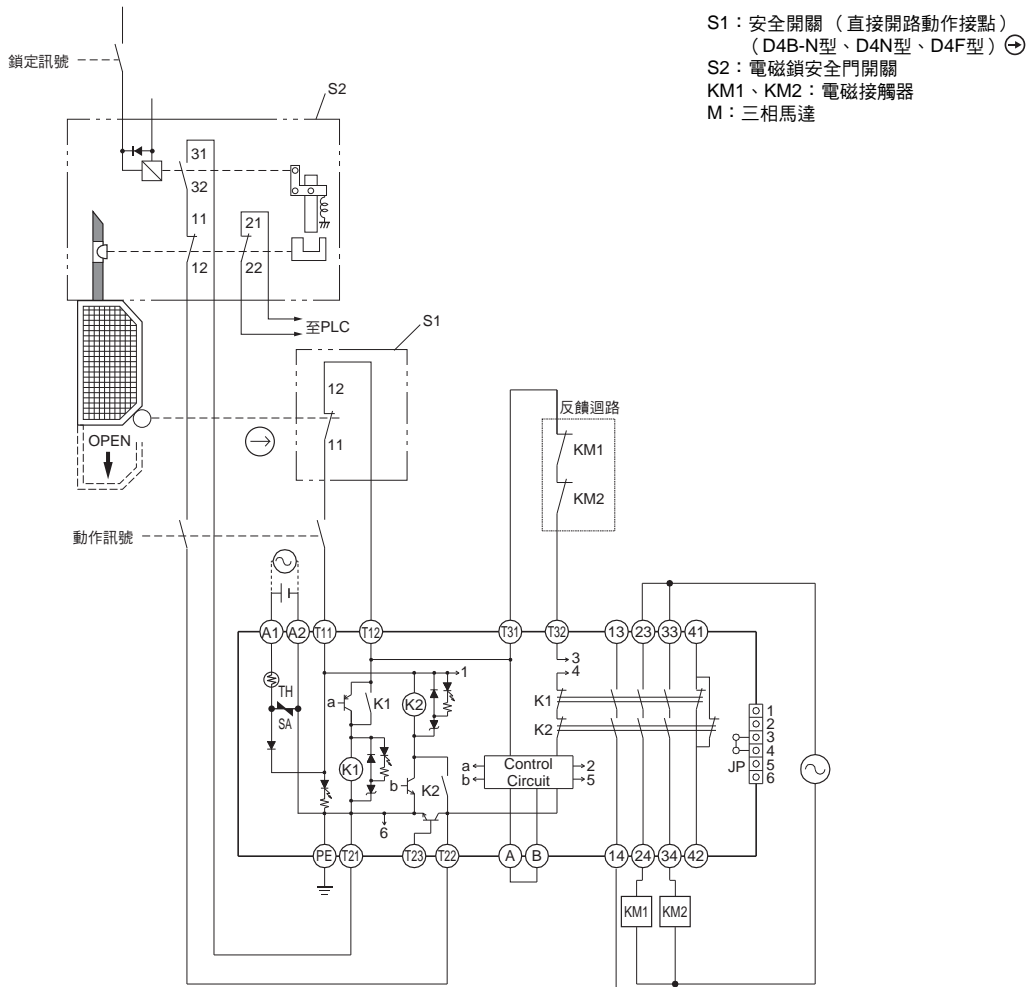 S1：安全開關（直接開路動作接點）
（D4B-N型、D4N型、D4F型）
S2：電磁鎖安全門開關
KM1、KM2：電磁接觸器
M：三相馬達
鎖定訊號
S2
31
32
11
21
12
22
至PLC
S1
12
11
OPEN
反饋迴路
KM1
KM2
動作訊號
A1 A2 T11 T12 T31 T32 13 23 33 41
1
3
4
TH
a
K1
K2
K1
SA
K2
1
2
3
4
5
6
JP
K1
b
K2
a
b
Control
Circuit
2
5
6
PE T21 T23 T22 A B 14 24 34 42
KM1 KM2